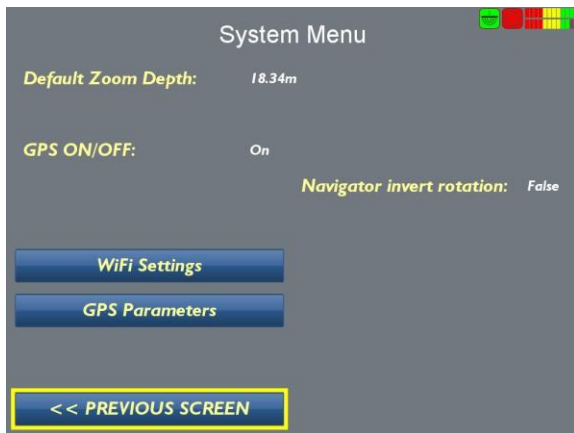 System Menu
Default Zoom Depth: 18.34m
GPS ON/OFF: On
Navigator invert rotation: False
WiFi Settings
GPS Parameters
<< PREVIOUS SCREEN